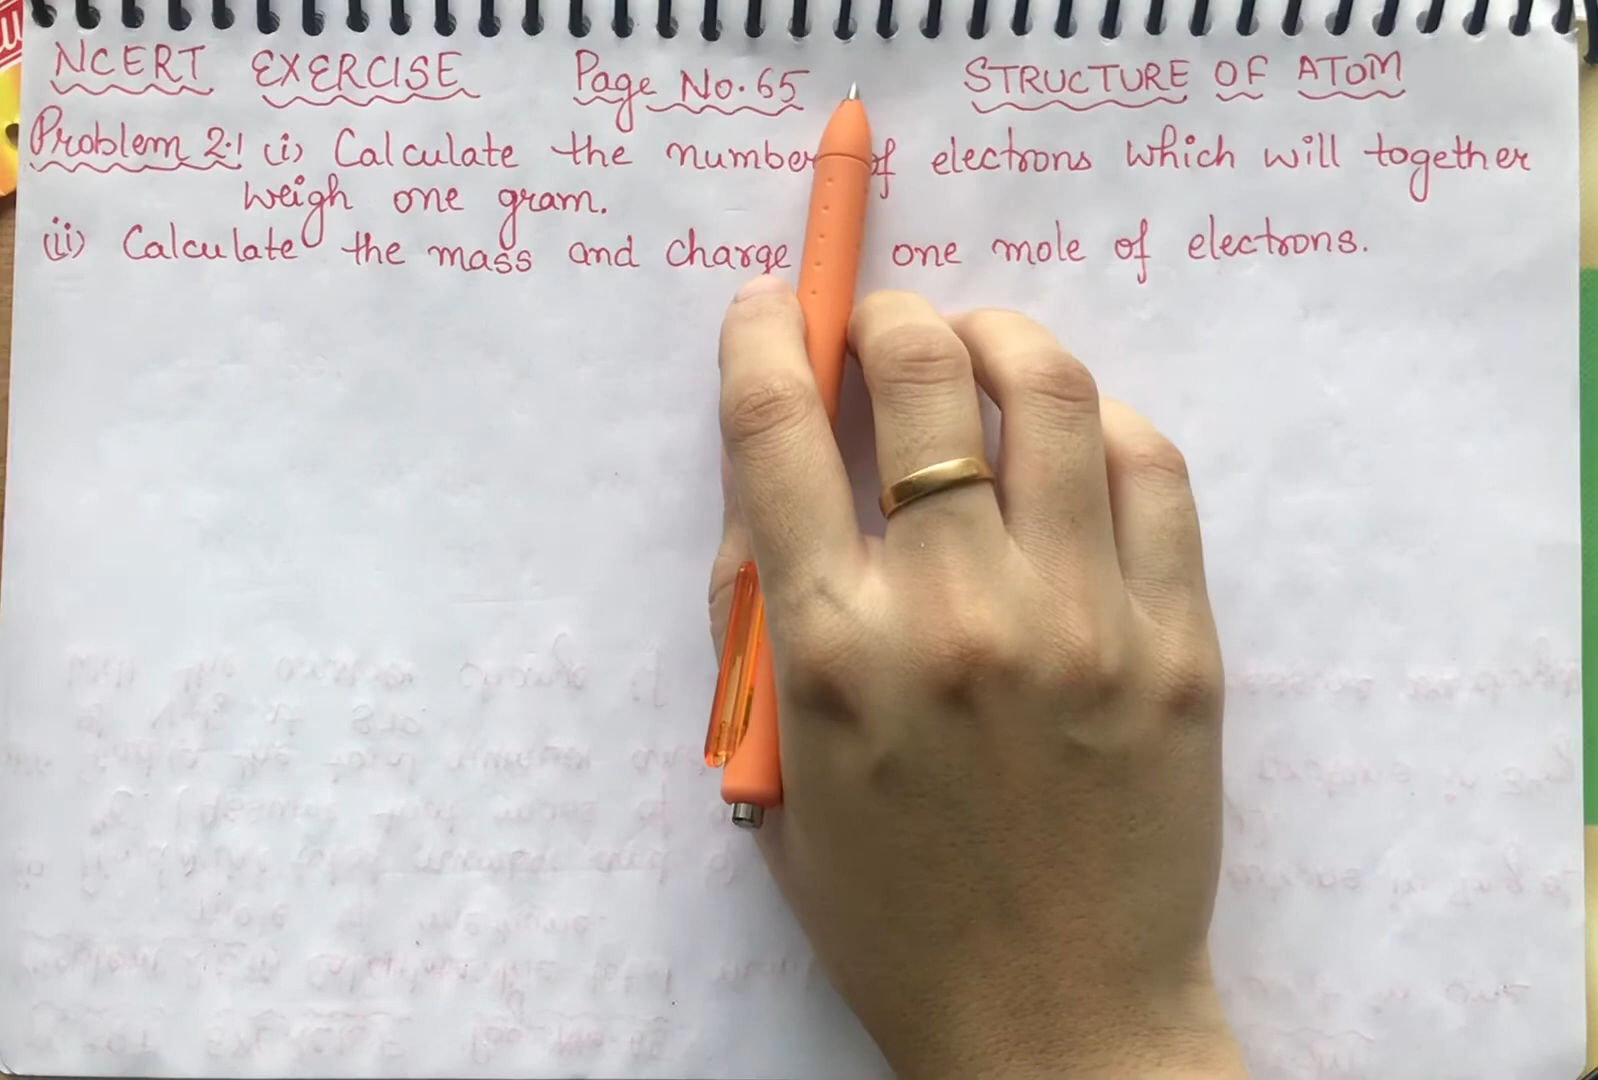 NCERT EXERCISE Page No. 65 STRUCTURE OF ATOM
Problem 2.1 (i) Calculate the number of electrons which will together
weigh one gram.
(ii) Calculate the mass and charge one mole of electrons.